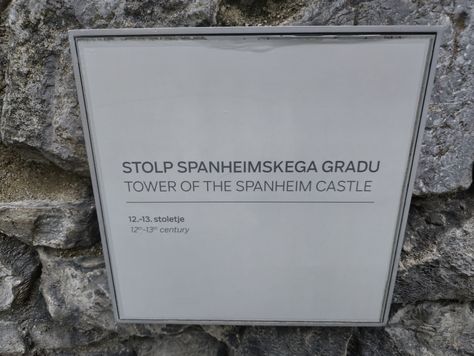 STOLP SPANHEIMSKEGA GRADU
TOWER OF THE SPANHEIM CASTLE
12.-13. stoletje
12th-13th century